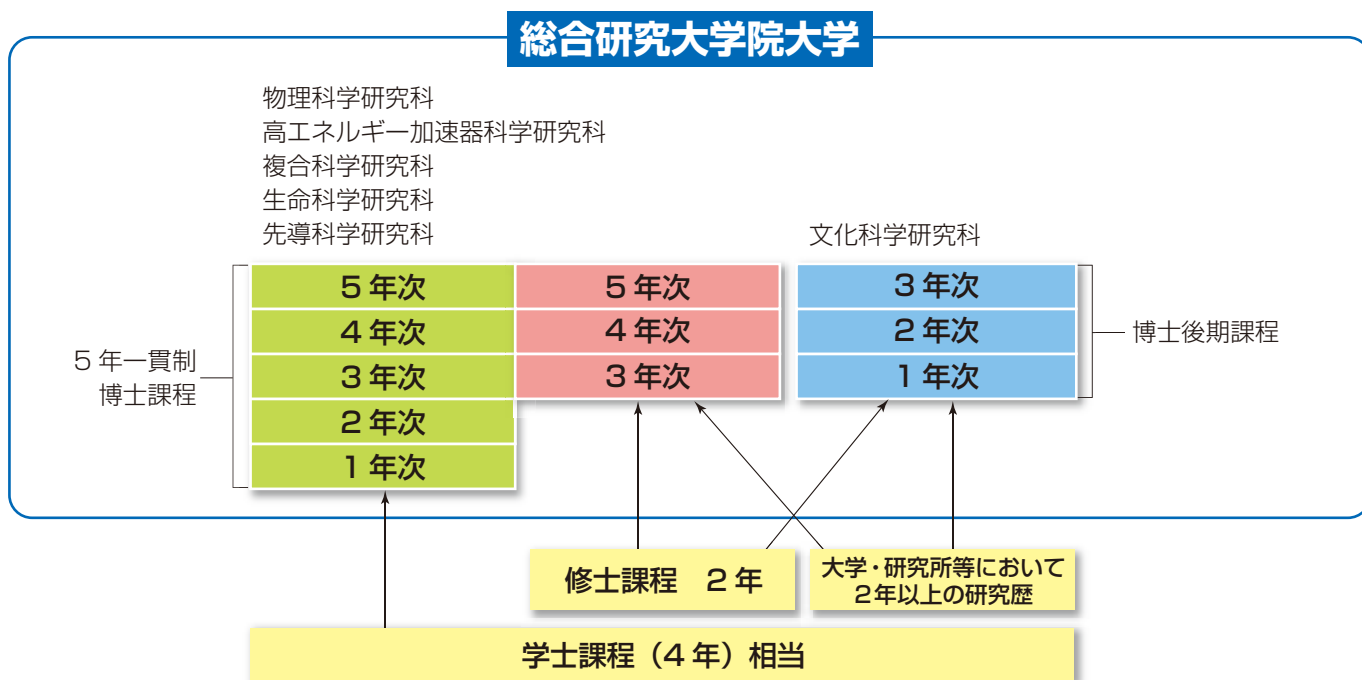 総合研究大学院大学
物理科学研究科
高エネルギー加速器科学研究科
複合科学研究科
生命科学研究科
先導科学研究科
文化科学研究科
5年一貫制
博士課程
5年次
4年次
3年次
2年次
1年次
5年次
4年次
3年次
3年次
2年次
1年次
博士後期課程
修士課程　2年
大学・研究所等において
2年以上の研究歴
学士課程（4年）相当